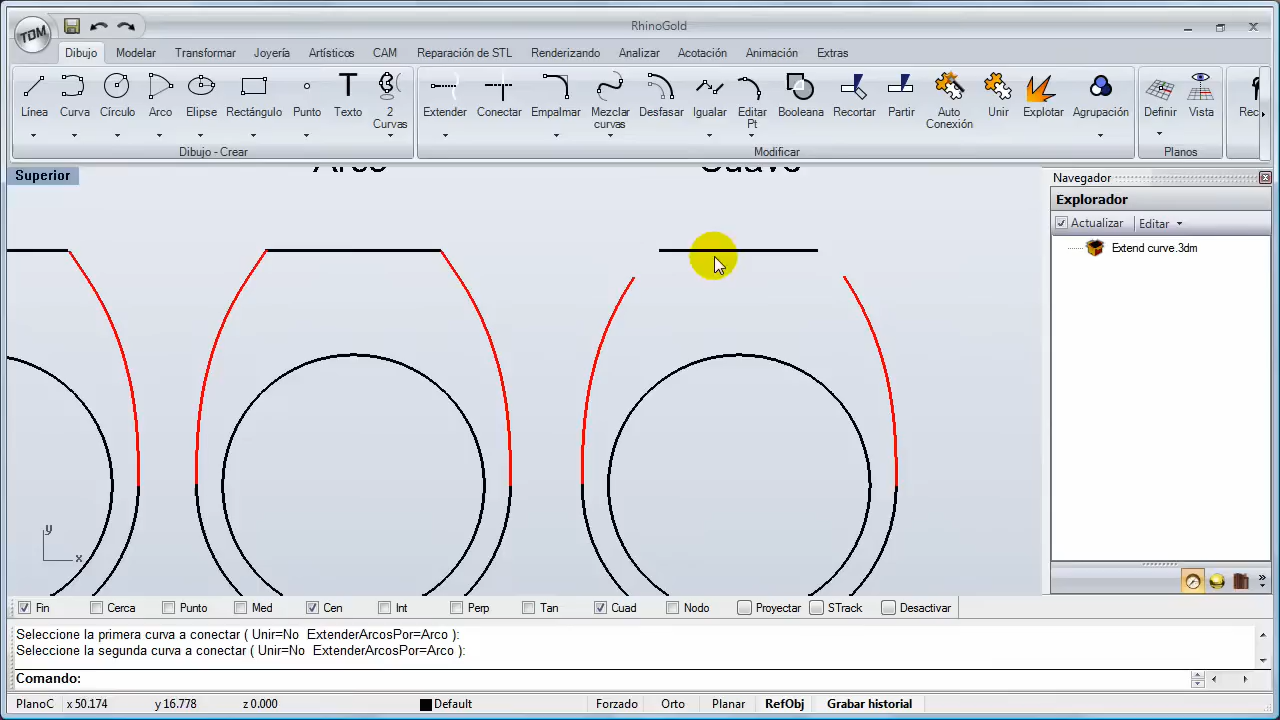 RhinoGold
TDM
Dibujo Modelar Transformar Joyería Artísticos CAM Reparación de STL Renderizando Analizar Acotación Animación Extras
Línea Curva Círculo Arco Elipse Rectángulo Punto Texto 2 Curvas Extender Conectar Empalmar Mezclar curvas Desfasar Igualar Editar Pt Booleana Recortar Partir Auto Conexión Unir Explotar Agrupación Definir Vista Rec
Dibujo - Crear Modificar Planos
Superior
Arco Suave
Navegador
Explorador
Actualizar Editar
Extend curve.3dm
y
x
Fin Cerca Punto Med Cen Int Perp Tan Cuad Nodo Proyectar STrack Desactivar
Seleccione la primera curva a conectar ( Unir=No ExtenderArcosPor=Arco ):
Seleccione la segunda curva a conectar ( Unir=No ExtenderArcosPor=Arco ):
Comando:
PlanoC x 50.174 y 16.778 z 0.000 Default Forzado Orto Planar RefObj Grabar historial